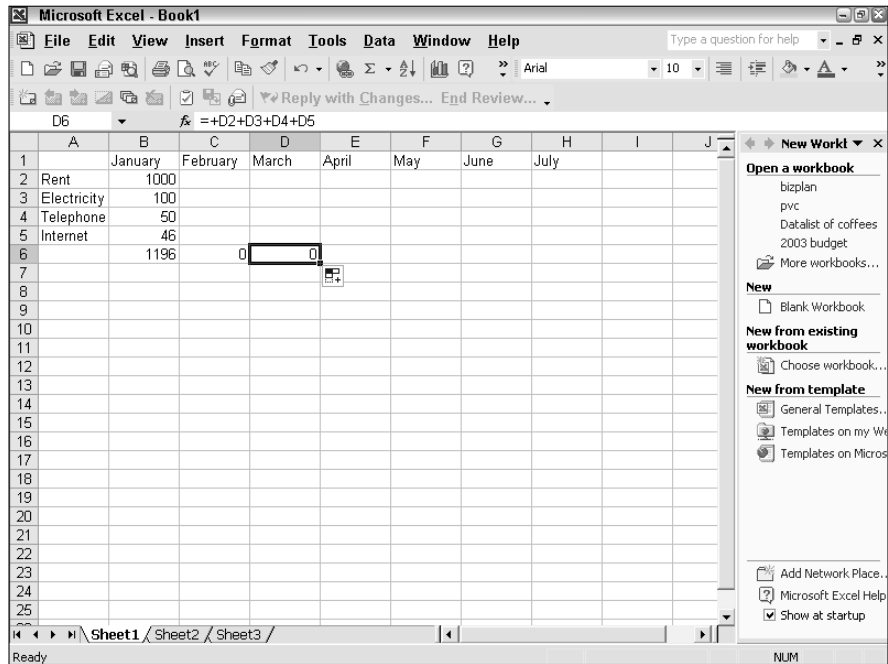 Microsoft Excel - Book1
File Edit View Insert Format Tools Data Window Help Type a question for help
Arial 10
Reply with Changes... End Review...
D6 fx =+D2+D3+D4+D5
A B C D E F G H I J
1 January February March April May June July
2 Rent 1000
3 Electricity 100
4 Telephone 50
5 Internet 46
6 1196 0 0
7
8
9
10
11
12
13
14
15
16
17
18
19
20
21
22
23
24
25
New Workb
Open a workbook
bizplan
pvc
Datalist of coffees
2003 budget
More workbooks...
New
Blank Workbook
New from existing
workbook
Choose workbook...
New from template
General Templates..
Templates on my We
Templates on Micros
Add Network Place..
Microsoft Excel Help
Show at startup
Sheet1 Sheet2 Sheet3
Ready NUM